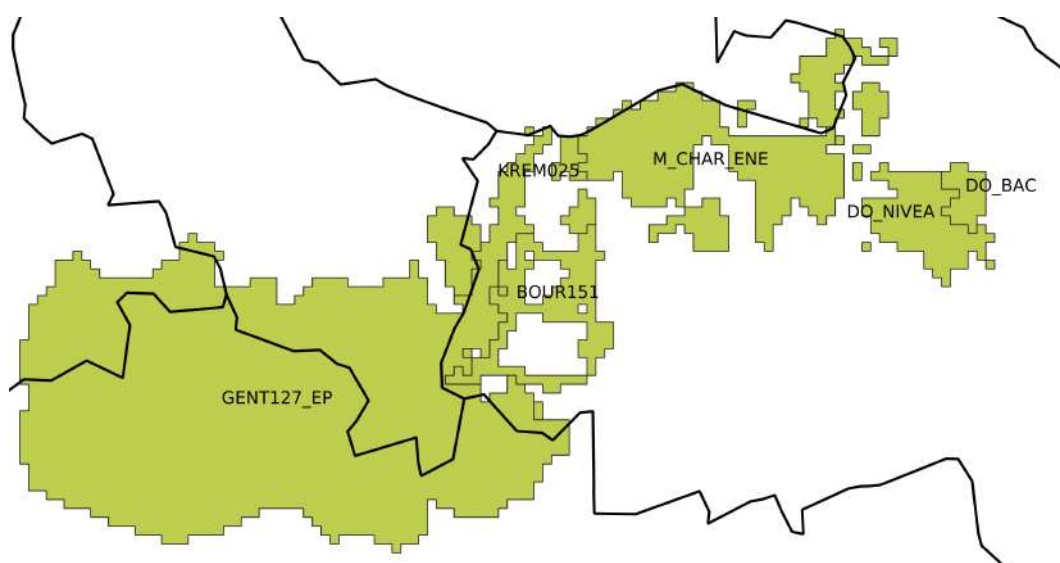 M_CHAR_ENE
KREM025
DO_BAC
DO_NIVEA
BOUR151
GENT127_EP